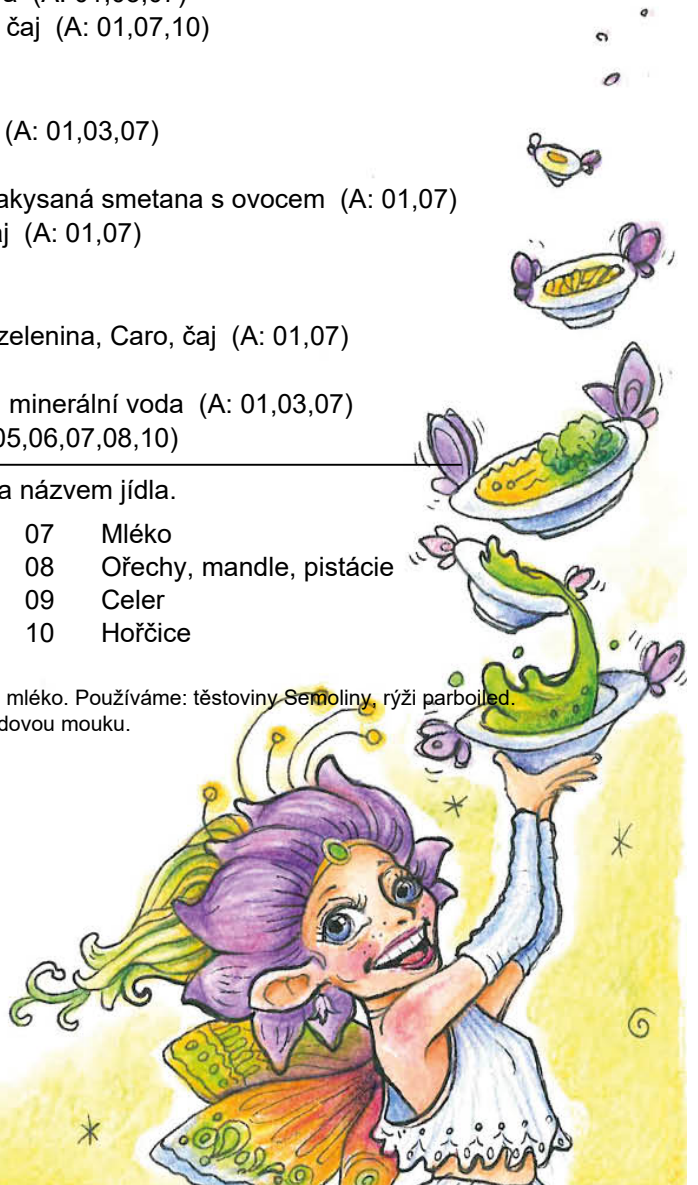 čaj (A: 01,07,10)
(A: 01,03,07)
akysaná smetana s ovocem (A: 01,07)
j (A: 01,07)
zelenina, Caro, čaj (A: 01,07)
minerální voda (A: 01,03,07)
05,06,07,08,10)
a názvem jídla.
07 Mléko
08 Ořechy, mandle, pistácie
09 Celer
10 Hořčice
mléko. Používáme: těstoviny Semoliny, rýži parboiled.
dovou mouku.